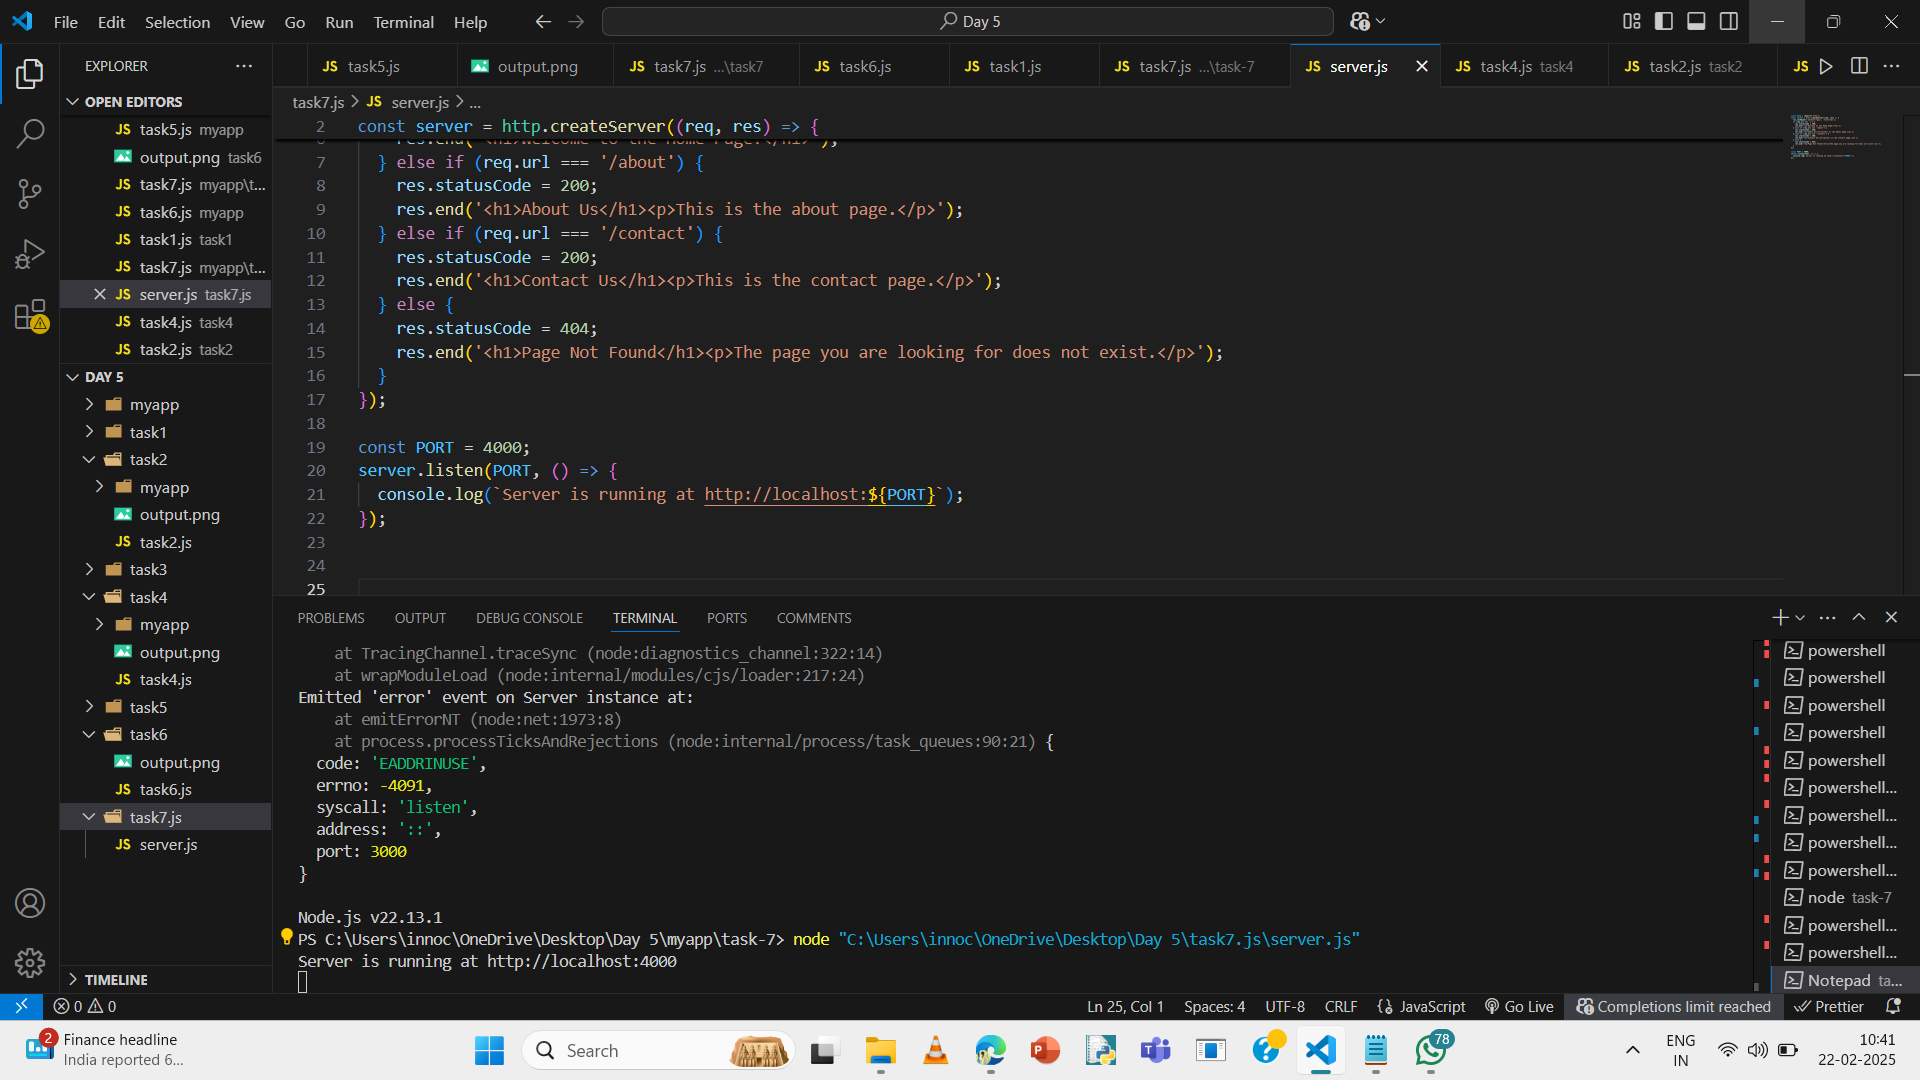 File Edit Selection View Go Run Terminal Help
Day 5
EXPLORER
OPEN EDITORS
JS task5.js myapp
output.png task6
JS task7.js myapp\t...
JS task6.js myapp
JS task1.js task1
JS task7.js myapp\t...
JS server.js task7.js
JS task4.js task4
JS task2.js task2
DAY 5
myapp
task1
task2
myapp
output.png
JS task2.js
task3
task4
myapp
output.png
JS task4.js
task5
task6
output.png
JS task6.js
task7.js
JS server.js
TIMELINE
JS task5.js
output.png
JS task7.js ...\task7
JS task6.js
JS task1.js
JS task7.js ...\task-7
JS server.js
JS task4.js task4
JS task2.js task2
JS
task7.js > JS server.js > ...
2 const server = http.createServer((req, res) => {
6 res.end('<h1>Welcome to the Home Page!</h1>');
7 } else if (req.url === '/about') {
8 res.statusCode = 200;
9 res.end('<h1>About Us</h1><p>This is the about page.</p>');
10 } else if (req.url === '/contact') {
11 res.statusCode = 200;
12 res.end('<h1>Contact Us</h1><p>This is the contact page.</p>');
13 } else {
14 res.statusCode = 404;
15 res.end('<h1>Page Not Found</h1><p>The page you are looking for does not exist.</p>');
16 }
17 });
18
19 const PORT = 4000;
20 server.listen(PORT, () => {
21 console.log(`Server is running at http://localhost:${PORT}`);
22 });
23
24
25
PROBLEMS OUTPUT DEBUG CONSOLE TERMINAL PORTS COMMENTS
at TracingChannel.traceSync (node:diagnostics_channel:322:14)
at wrapModuleLoad (node:internal/modules/cjs/loader:217:24)
Emitted 'error' event on Server instance at:
at emitErrorNT (node:net:1973:8)
at process.processTicksAndRejections (node:internal/process/task_queues:90:21) {
code: 'EADDRINUSE',
errno: -4091,
syscall: 'listen',
address: '::',
port: 3000
}
Node.js v22.13.1
PS C:\Users\innoc\OneDrive\Desktop\Day 5\myapp\task-7> node "C:\Users\innoc\OneDrive\Desktop\Day 5\task7.js\server.js"
Server is running at http://localhost:4000
powershell
powershell
powershell
powershell
powershell
powershell...
powershell...
powershell...
powershell...
node task-7
powershell...
powershell...
Notepad ta...
0 0
Ln 25, Col 1 Spaces: 4 UTF-8 CRLF {} JavaScript Go Live Completions limit reached Prettier
2
Finance headline
India reported 6...
Search
78
ENG
IN
10:41
22-02-2025